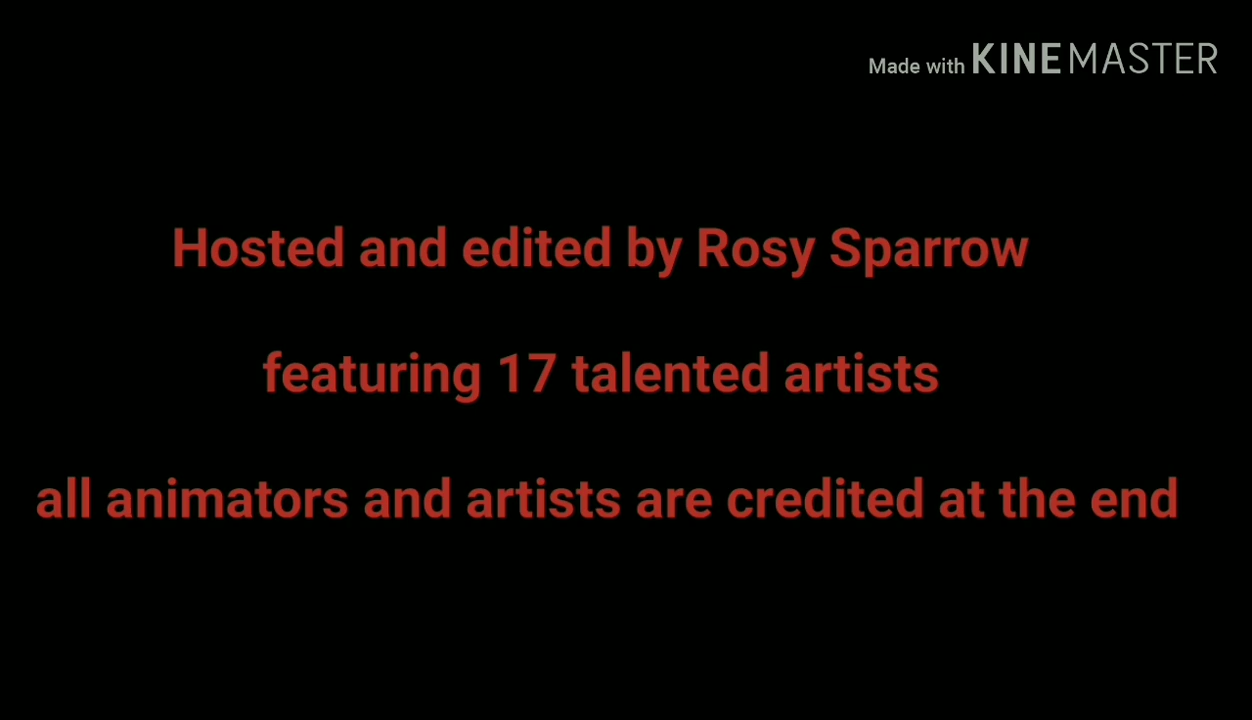 Made with KINEMASTER
Hosted and edited by Rosy Sparrow
featuring 17 talented artists
all animators and artists are credited at the end